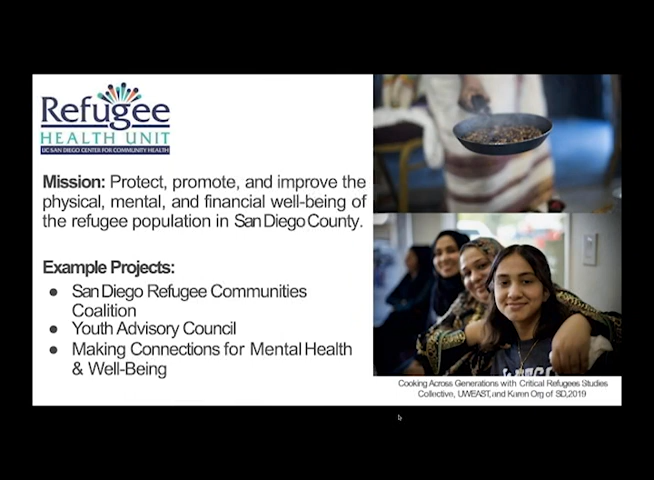 Refugee
HEALTH UNIT
UC SAN DIEGO CENTER FOR COMMUNITY HEALTH
Mission: Protect, promote, and improve the
physical, mental, and financial well-being of
the refugee population in San Diego County.
Example Projects:
● San Diego Refugee Communities
Coalition
● Youth Advisory Council
● Making Connections for Mental Health
& Well-Being
Cooking Across Generations with Critical Refugees Studies
Collective, UWEAST, and Karen Org of SD, 2019